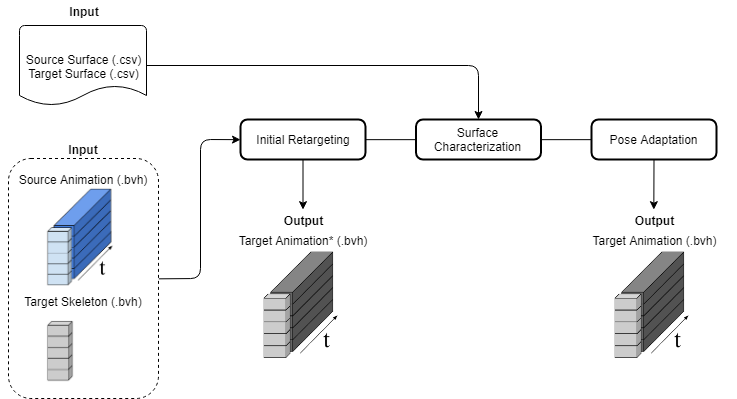 Input
Source Surface (.csv)
Target Surface (.csv)
Input
Source Animation (.bvh)
t
Target Skeleton (.bvh)
Initial Retargeting
Surface
Characterization
Pose Adaptation
Output
Target Animation* (.bvh)
t
Output
Target Animation (.bvh)
t